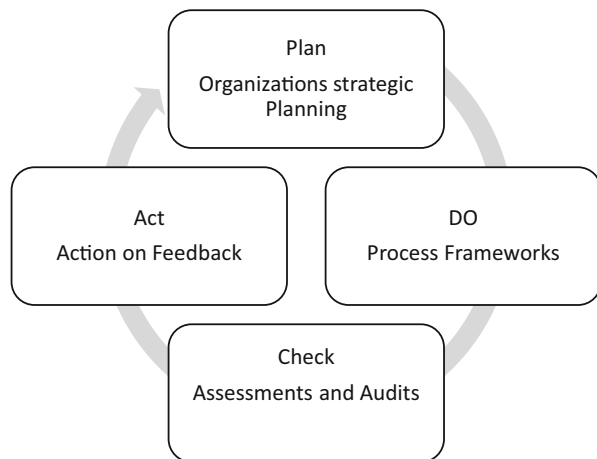 Plan
Organizations strategic
Planning
Act
Action on Feedback
DO
Process Frameworks
Check
Assessments and Audits